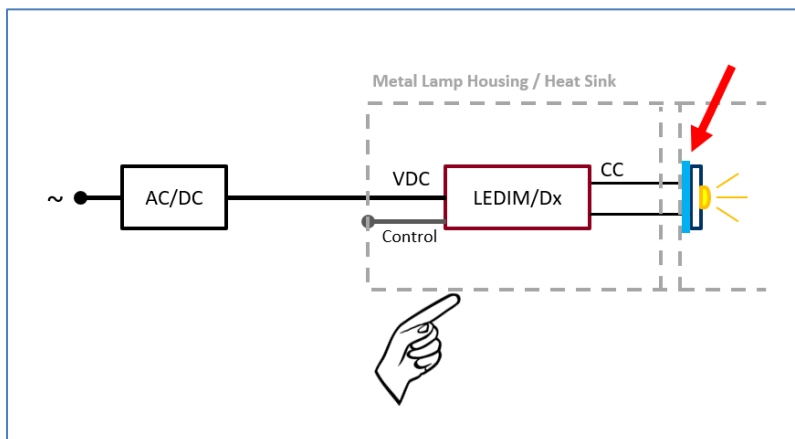 Metal Lamp Housing / Heat Sink
~
AC/DC
VDC
LEDIM/Dx
CC
Control